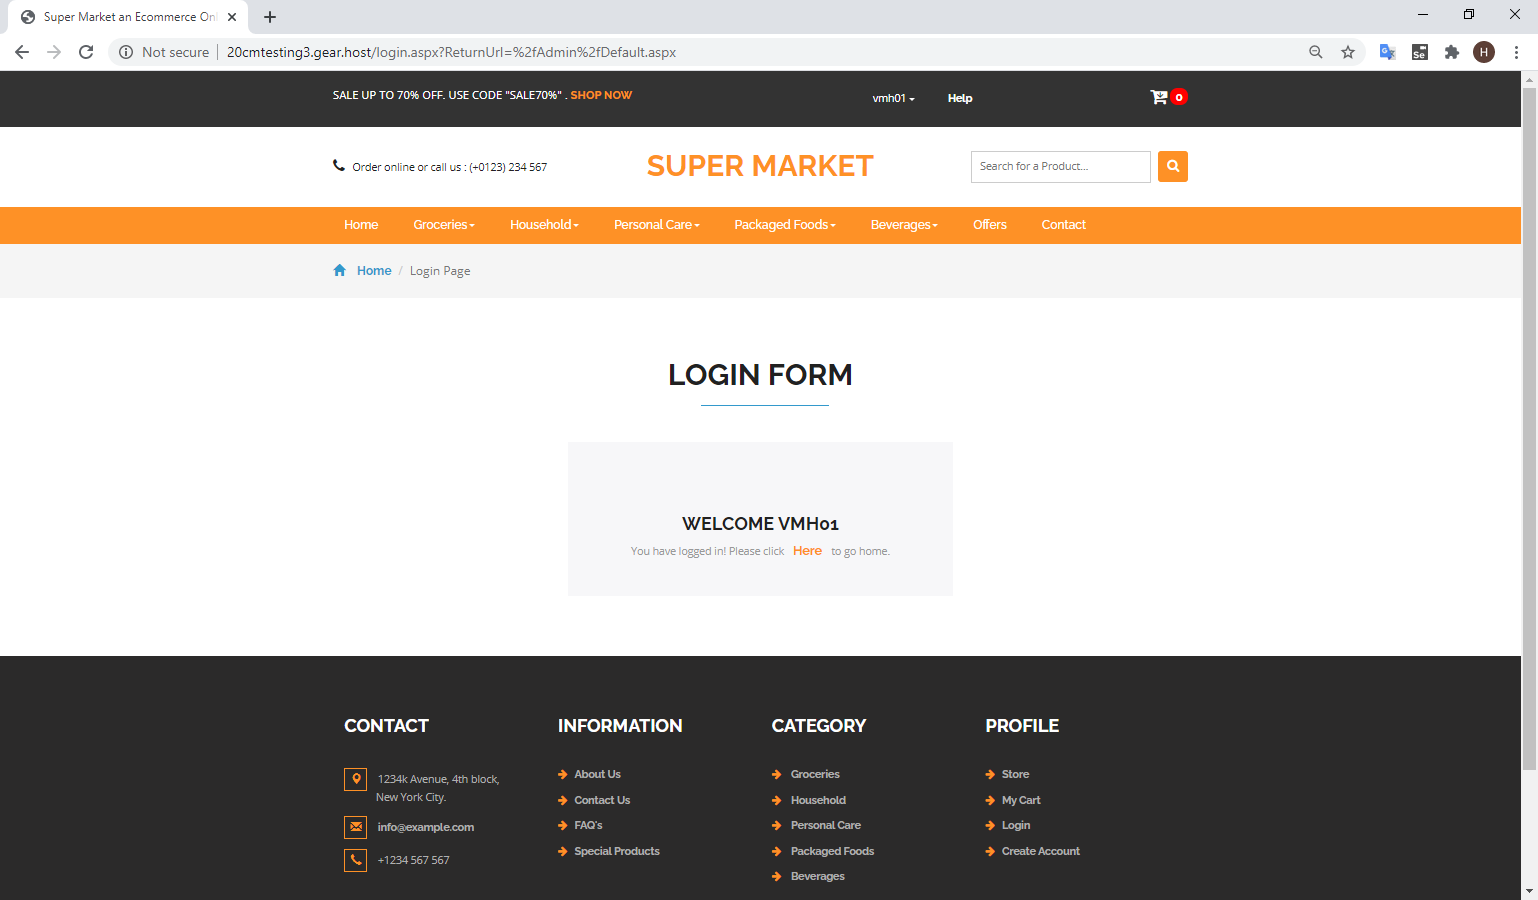 Super Market an Ecommerce Onl
Not secure
20cmtesting3.gear.host/login.aspx?ReturnUrl=%2fAdmin%2fDefault.aspx
Se
H
SALE UP TO 70% OFF. USE CODE "SALE70%" . SHOP NOW
vmh01
Help
0
Order online or call us : (+0123) 234 567
SUPER MARKET
Search for a Product...
Home
Groceries
Household
Personal Care
Packaged Foods
Beverages
Offers
Contact
Home / Login Page
LOGIN FORM
WELCOME VMH01
You have logged in! Please click Here to go home.
CONTACT
1234k Avenue, 4th block,
New York City.
info@example.com
+1234 567 567
INFORMATION
About Us
Contact Us
FAQ's
Special Products
CATEGORY
Groceries
Household
Personal Care
Packaged Foods
Beverages
PROFILE
Store
My Cart
Login
Create Account